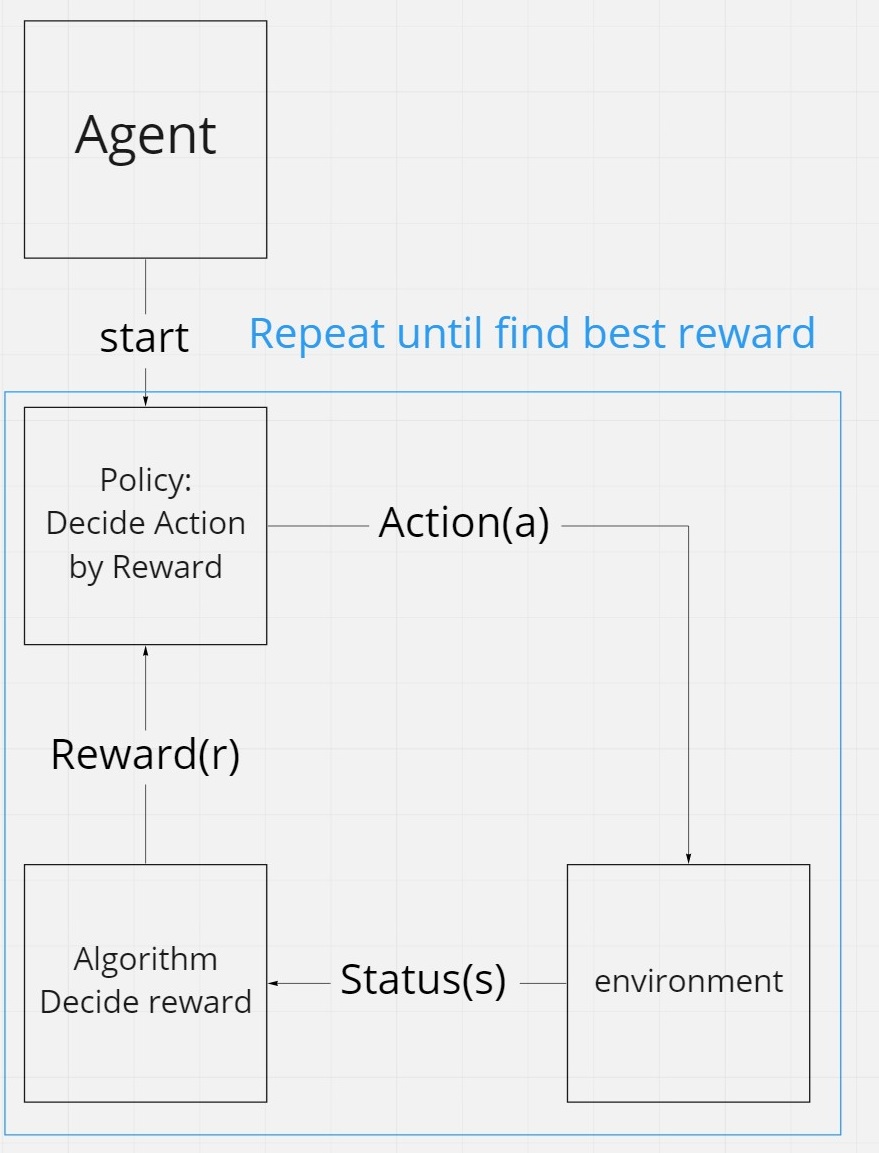 Agent
start
Repeat until find best reward
Policy:
Decide Action
by Reward
Action(a)
Reward(r)
Algorithm
Decide reward
Status(s)
environment